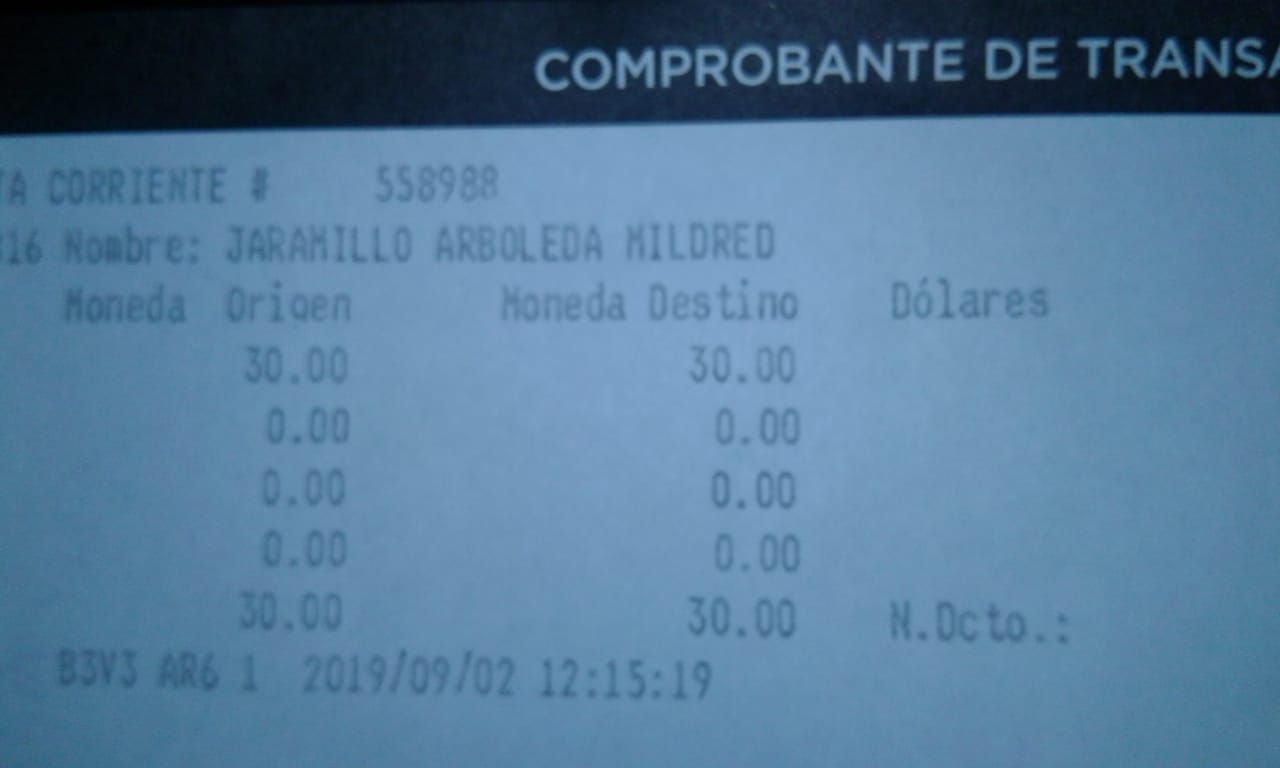 COMPROBANTE DE TRANSA
TA CORRIENTE # 558988
816 Nombre: JARAMILLO ARBOLEDA MILDRED
Moneda Origen Moneda Destino Dólares
30.00 30.00
0.00 0.00
0.00 0.00
0.00 0.00
30.00 30.00 N.Dcto.:
B3V3 AR6 1 2019/09/02 12:15:19